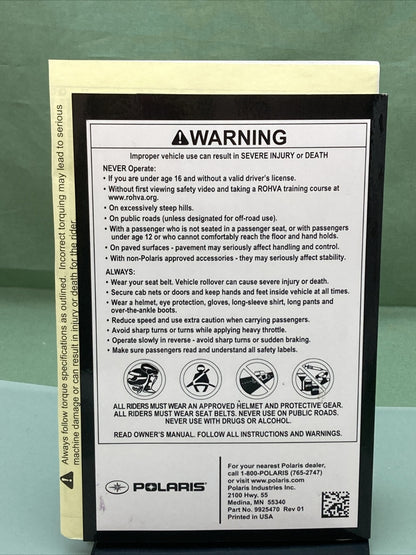 Always follow torque specifications as outlined. Incorrect torquing may lead to serious
machine damage or can result in injury or death for the rider.
WARNING
Improper vehicle use can result in SEVERE INJURY or DEATH
NEVER Operate:
• If you are under age 16 and without a valid driver's license.
• Without first viewing safety video and taking a ROHVA training course at
www.rohva.org.
• On excessively steep hills.
• On public roads (unless designated for off-road use).
• With a passenger who is not seated in a passenger seat, or with passengers
under age 12 or who cannot comfortably reach the floor and hand holds.
• On paved surfaces - pavement may seriously affect handling and control.
• With non-Polaris approved accessories - they may seriously affect stability.
ALWAYS:
• Wear your seat belt. Vehicle rollover can cause severe injury or death.
• Secure cab nets or doors and keep hands and feet inside vehicle at all times.
• Wear a helmet, eye protection, gloves, long-sleeve shirt, long pants and
over-the-ankle boots.
• Reduce speed and use extra caution when carrying passengers.
• Avoid sharp turns or turns while applying heavy throttle.
• Operate slowly in reverse - avoid sharp turns or sudden braking.
• Make sure passengers read and understand all safety labels.
ALL RIDERS MUST WEAR AN APPROVED HELMET AND PROTECTIVE GEAR.
ALL RIDERS MUST WEAR SEAT BELTS. NEVER USE ON PUBLIC ROADS.
NEVER USE WITH DRUGS OR ALCOHOL.
READ OWNER'S MANUAL. FOLLOW ALL INSTRUCTIONS AND WARNINGS.
POLARIS
For your nearest Polaris dealer,
call 1-800-POLARIS (765-2747)
or visit www.polaris.com
Polaris Industries Inc.
2100 Hwy. 55
Medina, MN 55340
Part No. 9925470 Rev 01
Printed in USA